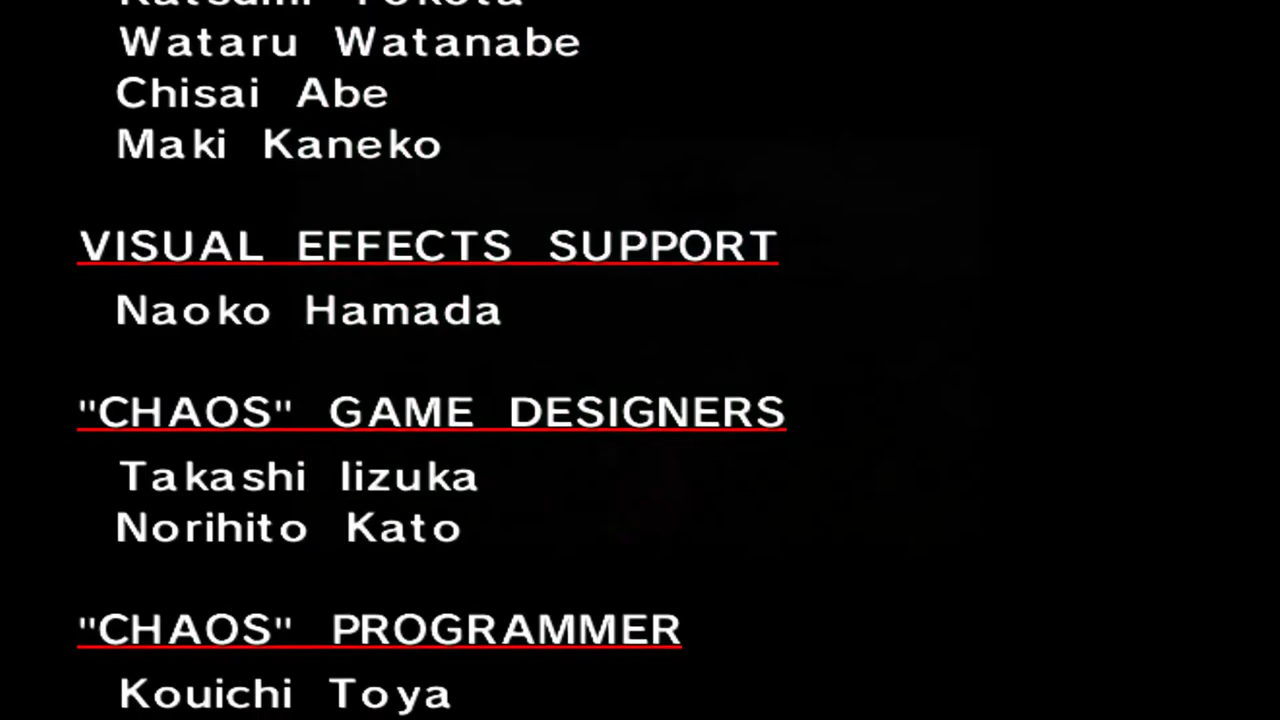 Wataru Watanabe
Chisai Abe
Maki Kaneko
VISUAL EFFECTS SUPPORT
Naoko Hamada
"CHAOS" GAME DESIGNERS
Takashi Iizuka
Norihito Kato
"CHAOS" PROGRAMMER
Kouichi Toya